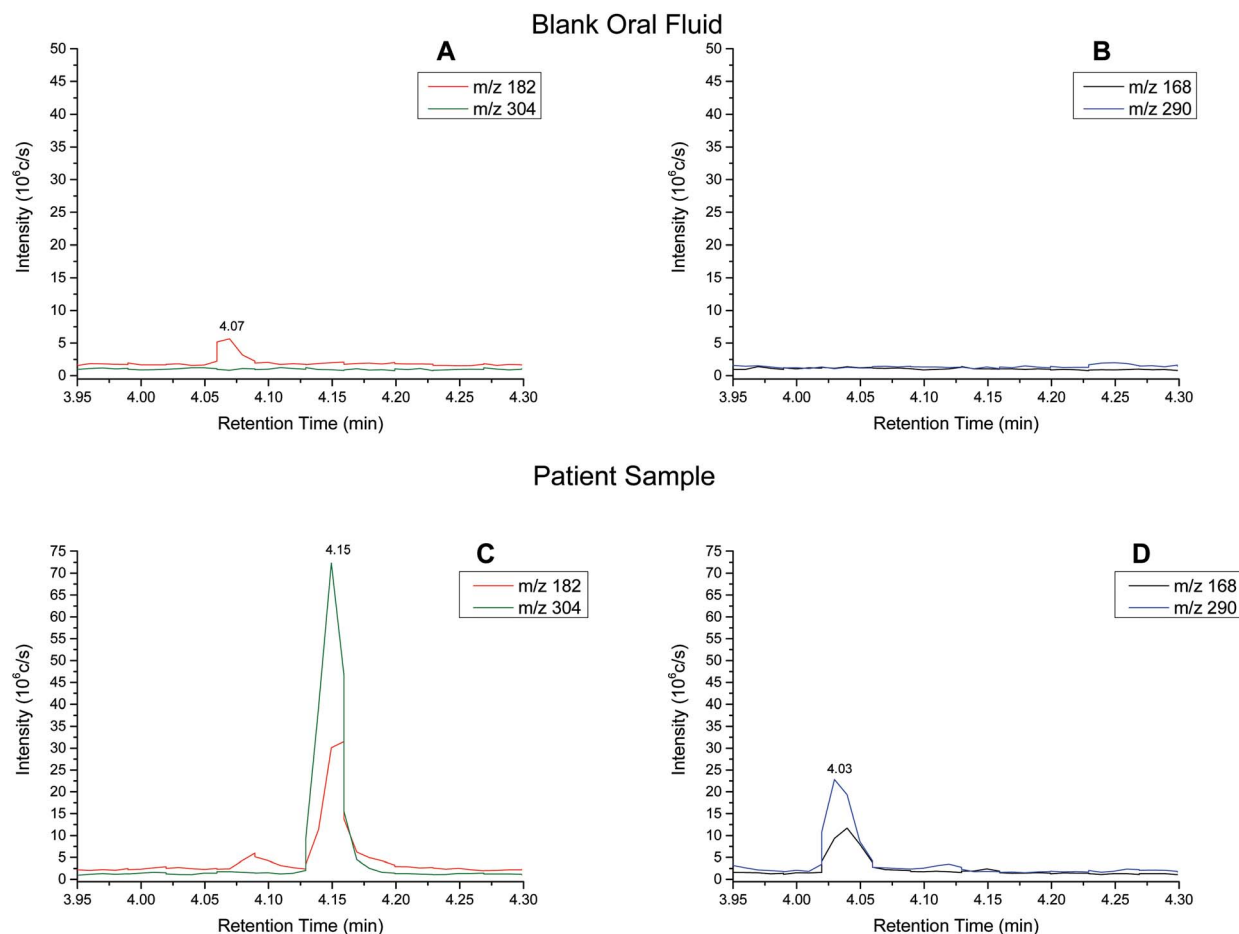 Blank Oral Fluid
A
m/z 182
m/z 304
Intensity (10⁶c/s)
50
45
40
35
30
25
20
15
10
5
0
4.07
3.95 4.00 4.05 4.10 4.15 4.20 4.25 4.30
Retention Time (min)
B
m/z 168
m/z 290
Intensity (10⁶c/s)
50
45
40
35
30
25
20
15
10
5
0
3.95 4.00 4.05 4.10 4.15 4.20 4.25 4.30
Retention Time (min)
Patient Sample
C
m/z 182
m/z 304
Intensity (10⁶c/s)
75
70
65
60
55
50
45
40
35
30
25
20
15
10
5
0
4.15
3.95 4.00 4.05 4.10 4.15 4.20 4.25 4.30
Retention Time (min)
D
m/z 168
m/z 290
Intensity (10⁶c/s)
75
70
65
60
55
50
45
40
35
30
25
20
15
10
5
0
4.03
3.95 4.00 4.05 4.10 4.15 4.20 4.25 4.30
Retention Time (min)